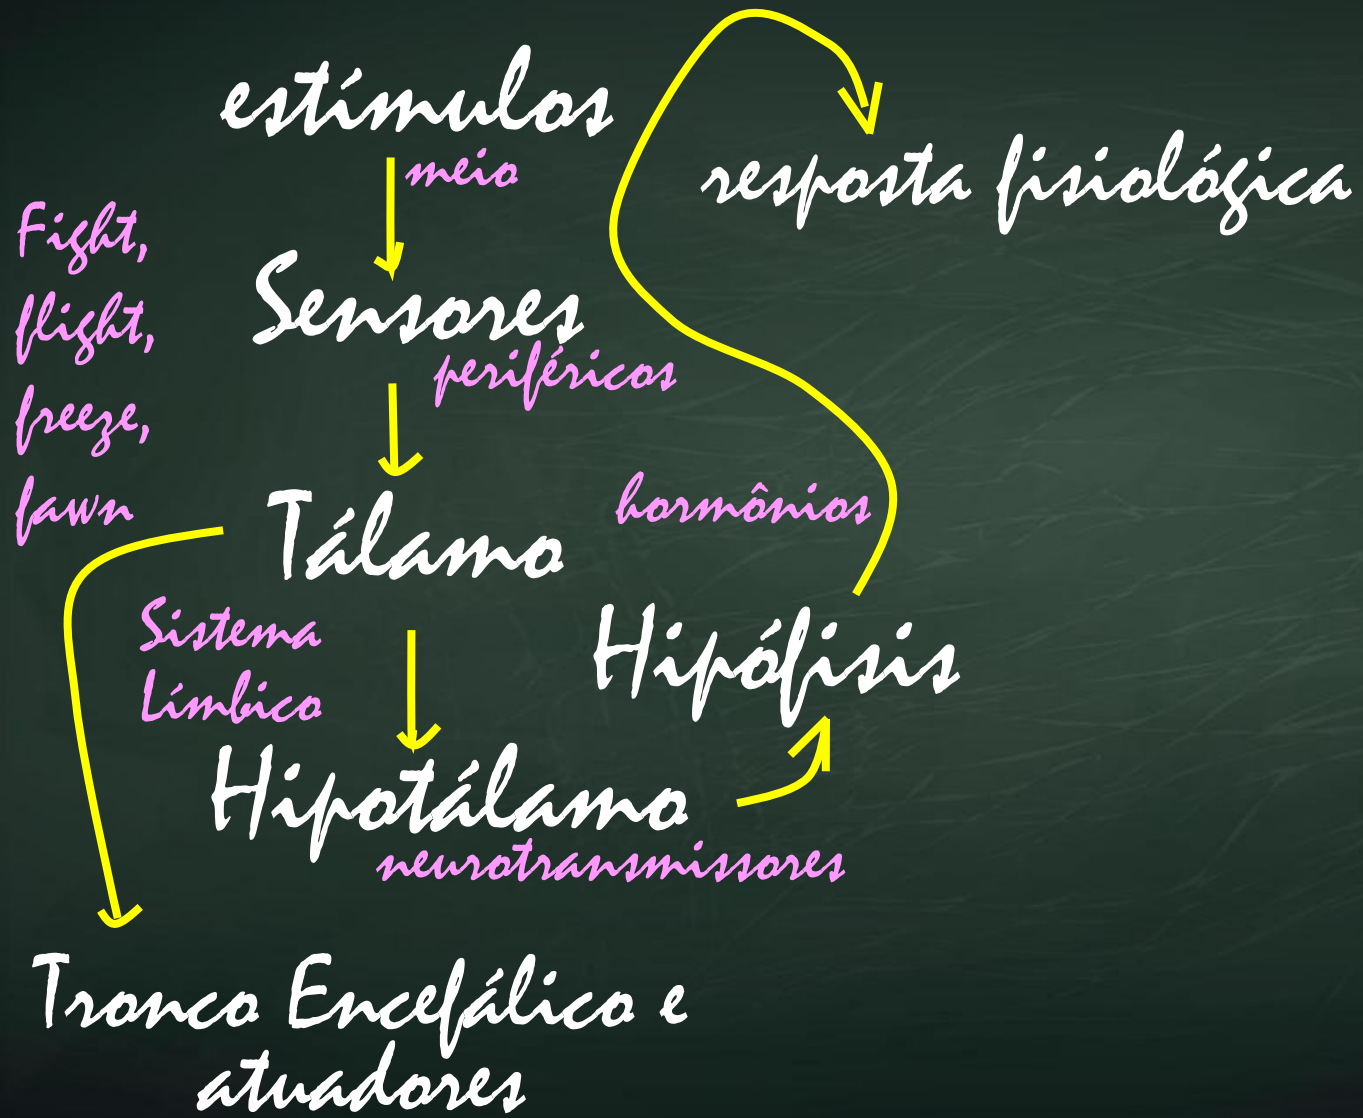 estímulos
meio
resposta fisiológica
Fight,
flight,
freeze,
fawn
Sensores
periféricos
Tálamo
hormônios
Sistema
Límbico
Hipófisis
Hipotálamo
neurotransmissores
Tronco Encefálico e
atuadores